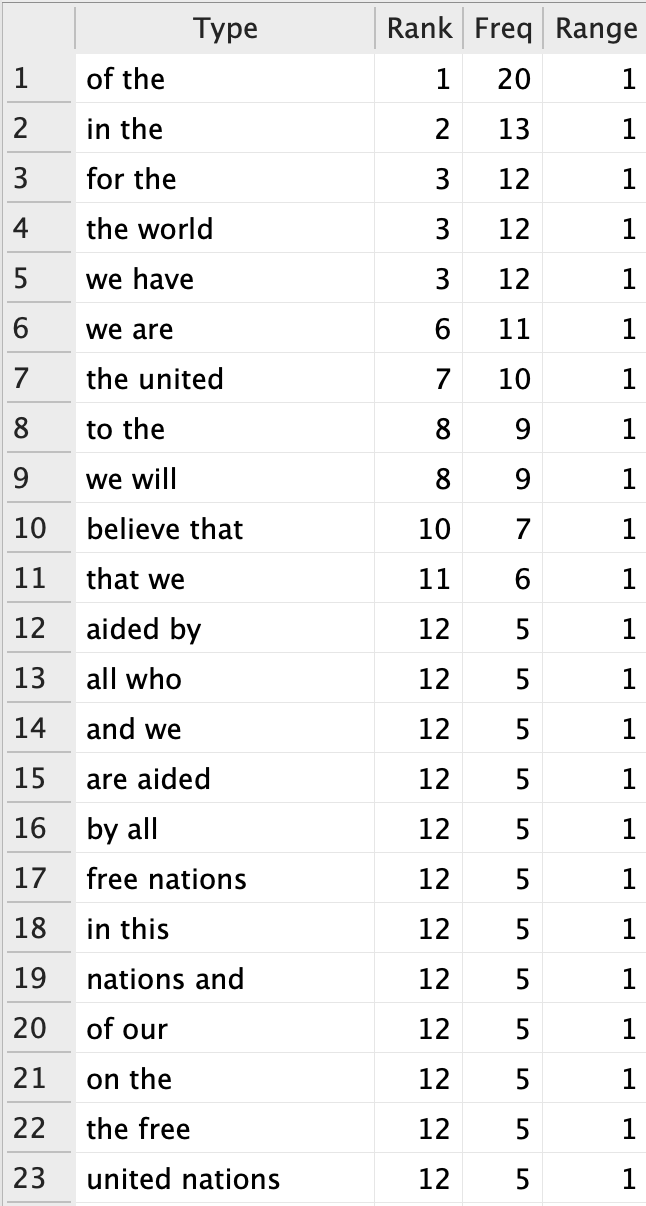 Type Rank Freq Range
1 of the 1 20 1
2 in the 2 13 1
3 for the 3 12 1
4 the world 3 12 1
5 we have 3 12 1
6 we are 6 11 1
7 the united 7 10 1
8 to the 8 9 1
9 we will 8 9 1
10 believe that 10 7 1
11 that we 11 6 1
12 aided by 12 5 1
13 all who 12 5 1
14 and we 12 5 1
15 are aided 12 5 1
16 by all 12 5 1
17 free nations 12 5 1
18 in this 12 5 1
19 nations and 12 5 1
20 of our 12 5 1
21 on the 12 5 1
22 the free 12 5 1
23 united nations 12 5 1